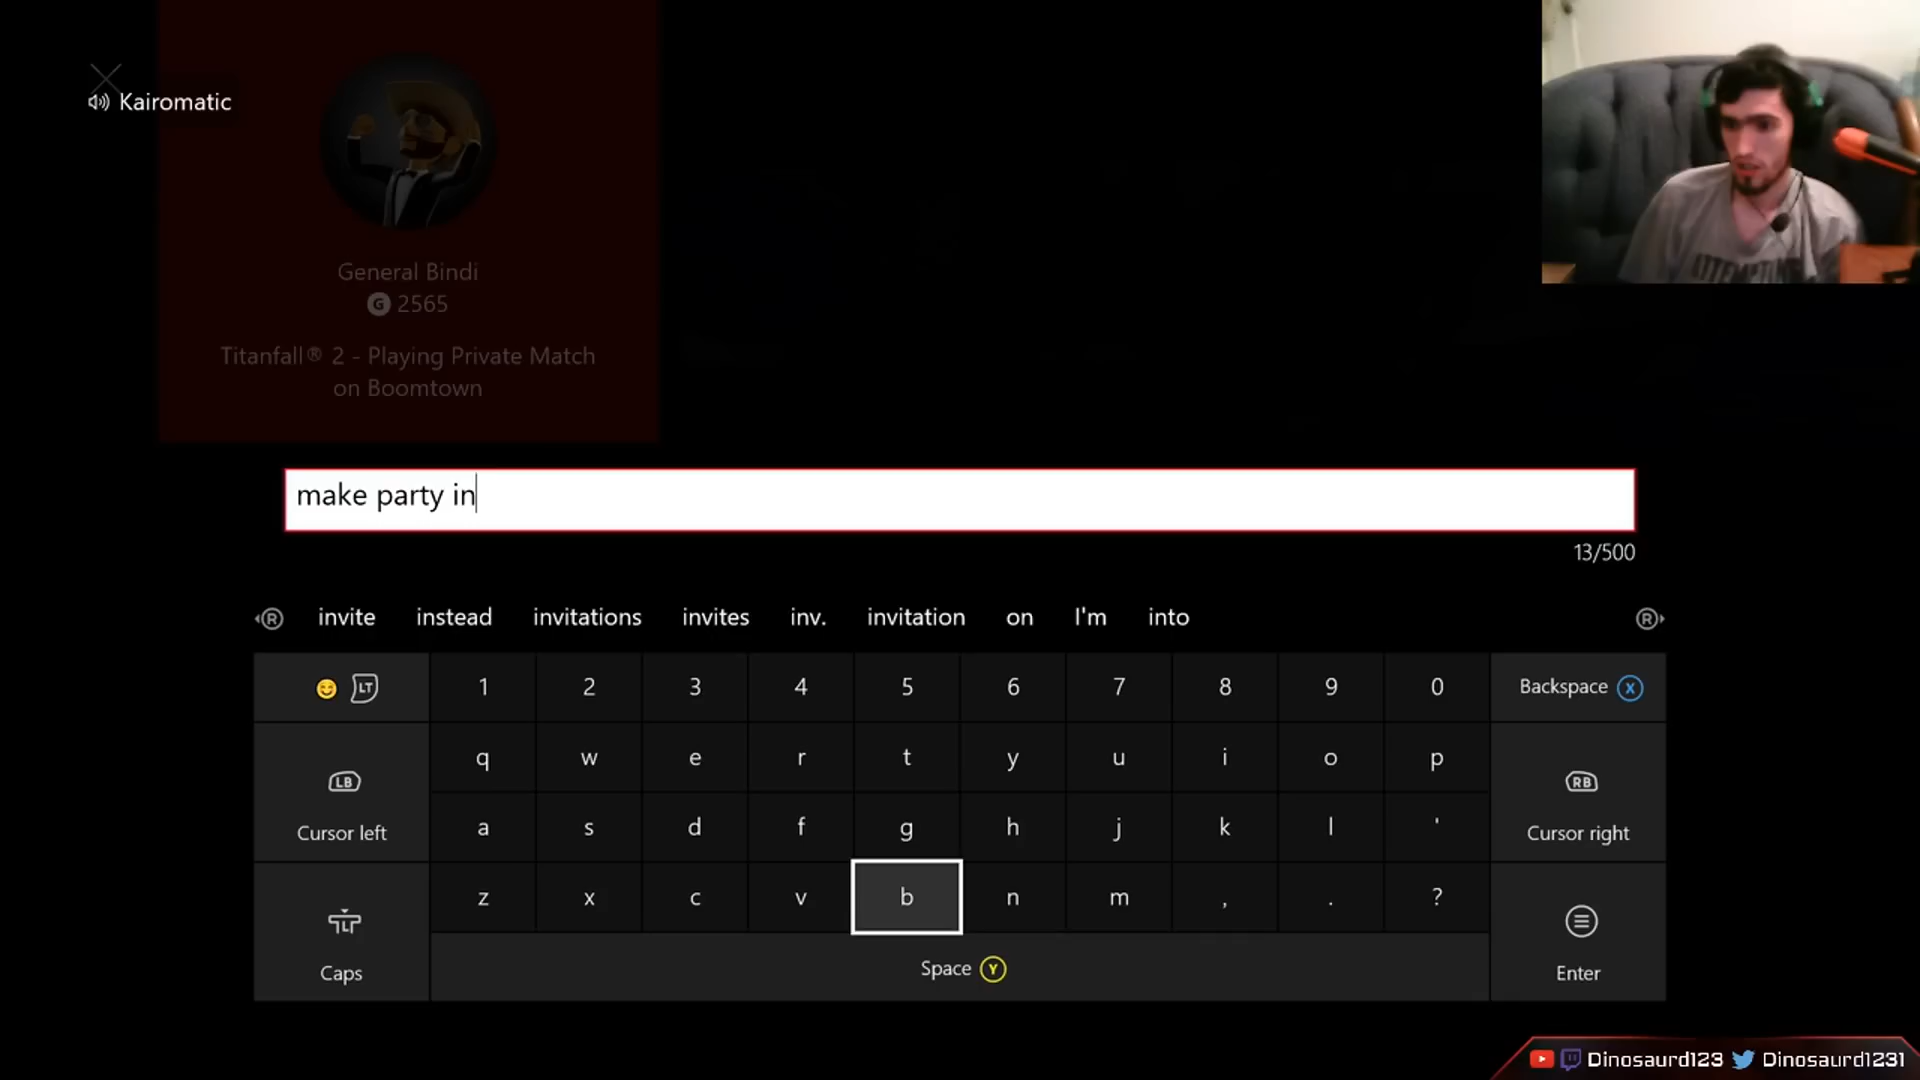 Kairomatic
General Bindi
G 2565
Titanfall® 2 - Playing Private Match
on Boomtown
make party in
13/500
R invite instead invitations invites inv. invitation on I'm into R
LT 1 2 3 4 5 6 7 8 9 0 Backspace X
q w e r t y u i o p
LB RB
Cursor left a s d f g h j k l ' Cursor right
z x c v b n m , . ?
Caps Space Y Enter
Dinosaurd123 Dinosaurd1231